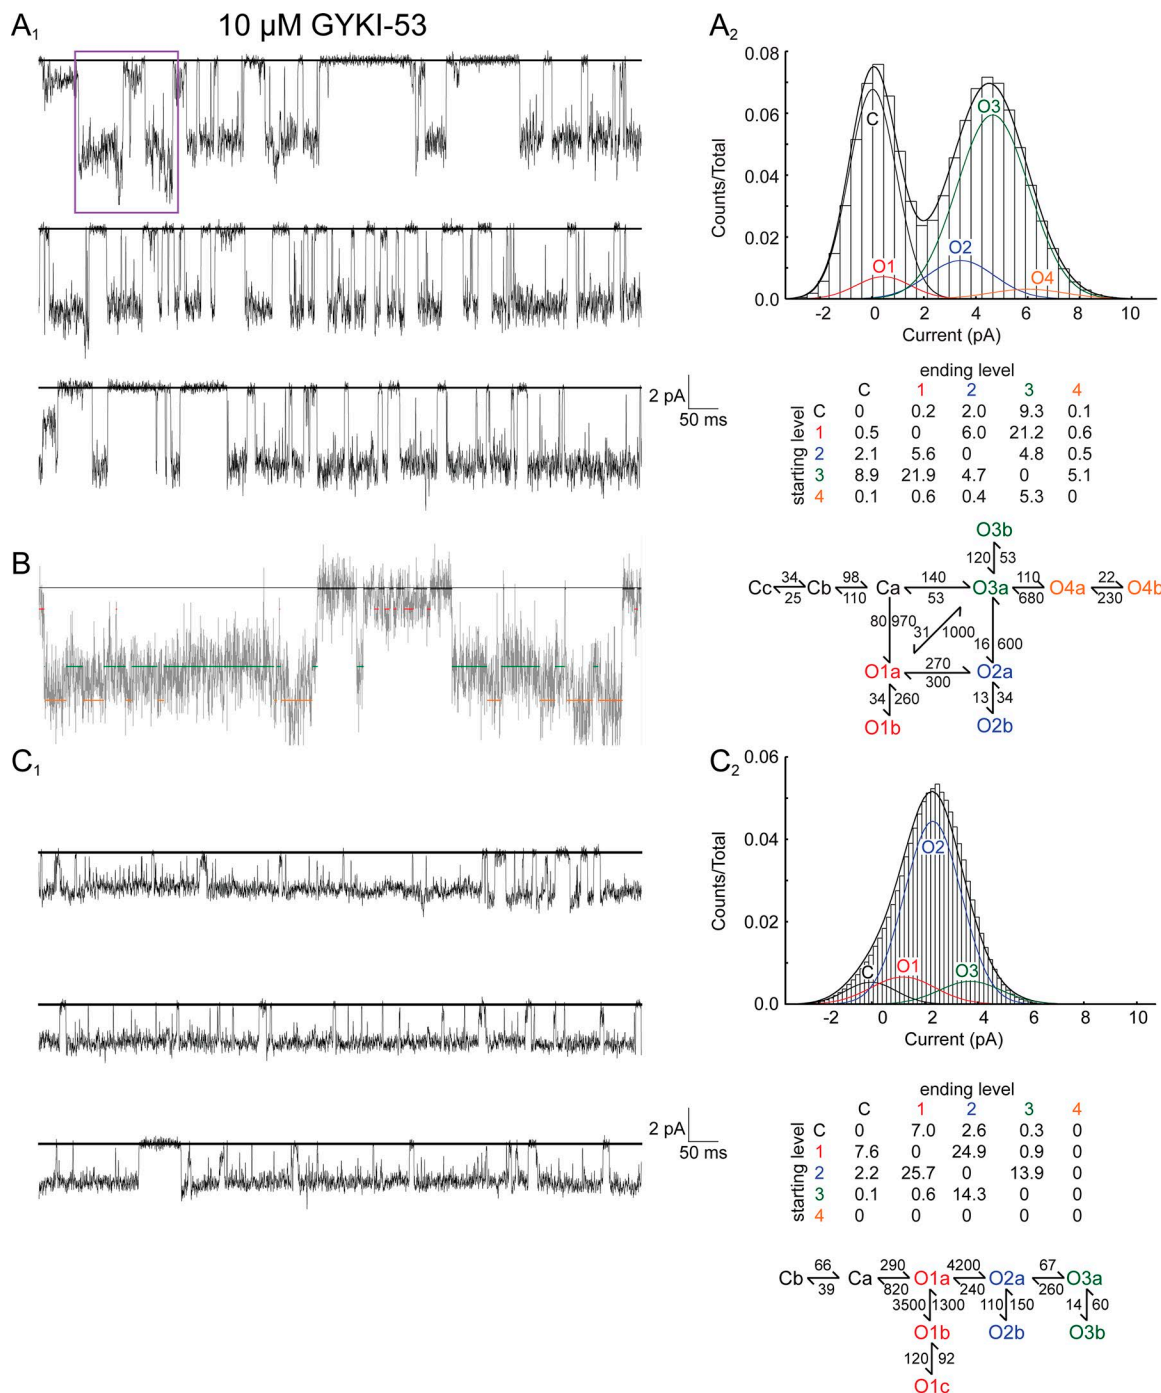 A1
10 µM GYKI-53
A2
0.08
0.06
0.04
0.02
0.0
Counts/Total
C
O1
O2
O3
O4
-2 0 2 4 6 8 10
Current (pA)
2 pA
50 ms
ending level
C 1 2 3 4
starting level
C 0 0.2 2.0 9.3 0.1
1 0.5 0 6.0 21.2 0.6
2 2.1 5.6 0 4.8 0.5
3 8.9 21.9 4.7 0 5.1
4 0.1 0.6 0.4 5.3 0
B
O3b
120 53
34 98 140 110 22
Cc Cb Ca O3a O4a O4b
25 110 53 680 230
80 970 31 1000 16 600
270
O1a O2a
300
34 260 13 34
O1b O2b
C1
C2
0.06
0.04
0.02
0.0
Counts/Total
C
O1
O2
O3
-2 0 2 4 6 8 10
Current (pA)
2 pA
50 ms
ending level
C 1 2 3 4
starting level
C 0 7.0 2.6 0.3 0
1 7.6 0 24.9 0.9 0
2 2.2 25.7 0 13.9 0
3 0.1 0.6 14.3 0 0
4 0 0 0 0 0
66 290 4200 67
Cb Ca O1a O2a O3a
39 820 240 260
3500 1300 110 150 14 60
O1b O2b O3b
120 92
O1c